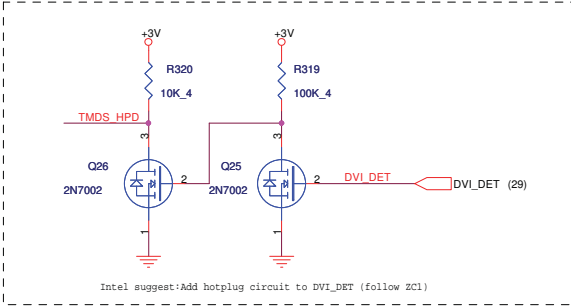 +3V
+3V
R320
R319
10K_4
100K_4
TMDS_HPD
3
3
Q26
Q25
2
2
DVI_DET
DVI_DET (29)
2N7002
2N7002
1
1
Intel suggest:Add hotplug circuit to DVI_DET (follow ZC1)